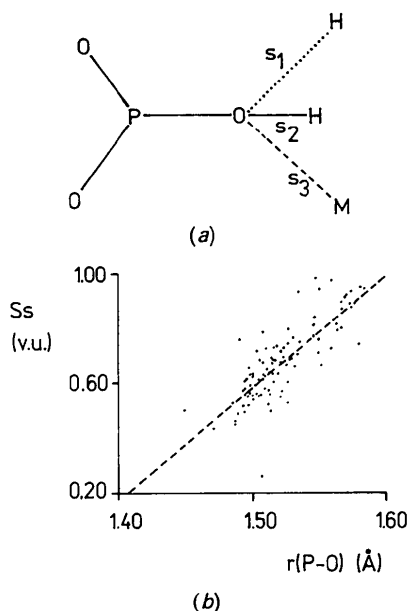 H
O
s1
P
O
H
s2
s3
O
M
(a)
1.00
Ss
(v.u.)
0.60
0.20
1.40
1.50
1.60
r(P-O) (Å)
(b)